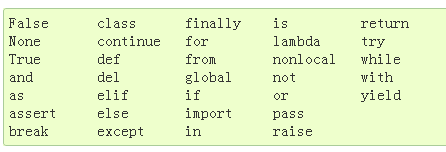 False class finally is return
None continue for lambda try
True def from nonlocal while
and del global not with
as elif if or yield
assert else import pass
break except in raise